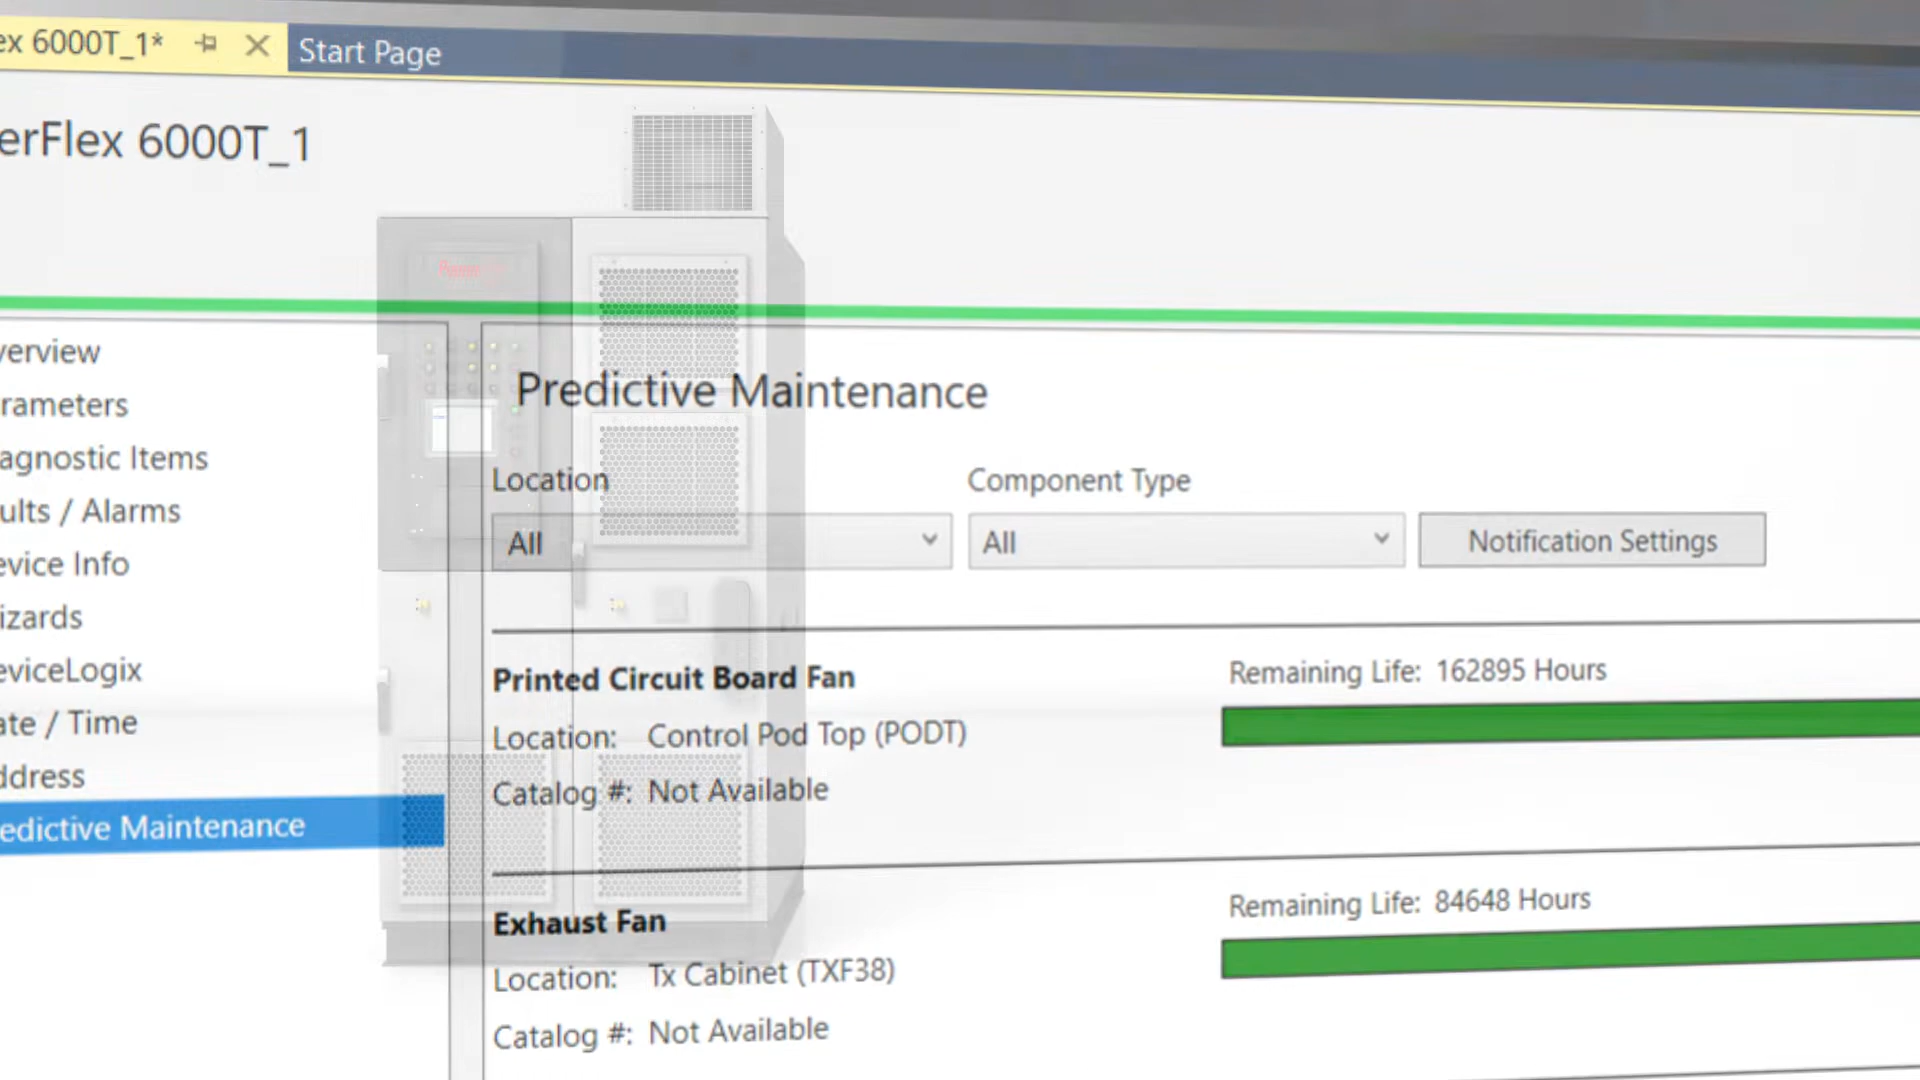 ex 6000T_1*
Start Page
erFlex 6000T_1
verview
rameters
agnostic Items
ults / Alarms
evice Info
izards
eviceLogix
ate / Time
ddress
edictive Maintenance
Predictive Maintenance
Location
Component Type
All
All
Notification Settings
Printed Circuit Board Fan
Remaining Life: 162895 Hours
Location: Control Pod Top (PODT)
Catalog #: Not Available
Exhaust Fan
Remaining Life: 84648 Hours
Location: Tx Cabinet (TXF38)
Catalog #: Not Available